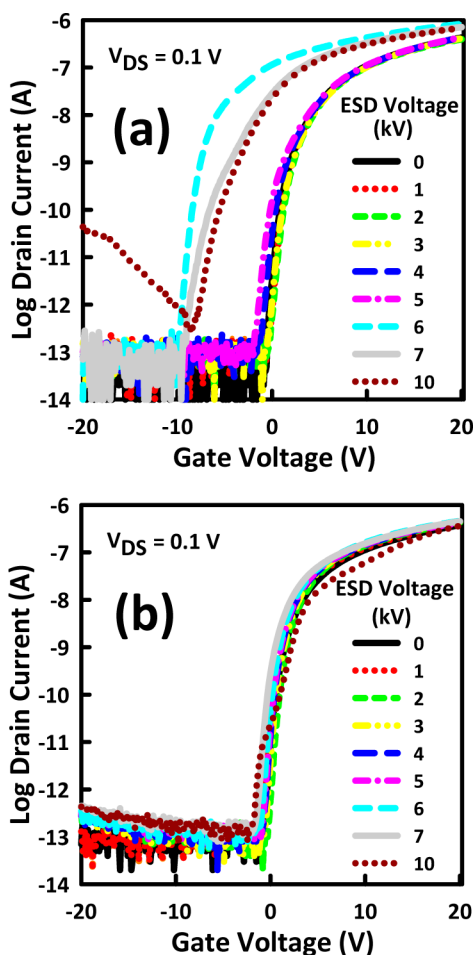 -6
-7
-8
-9
-10
-11
-12
-13
-14
Log Drain Current (A)
V_DS = 0.1 V
(a)
ESD Voltage
(kV)
0
1
2
3
4
5
6
7
10
-20 -10 0 10 20
Gate Voltage (V)
-6
-7
-8
-9
-10
-11
-12
-13
-14
Log Drain Current (A)
V_DS = 0.1 V
(b)
ESD Voltage
(kV)
0
1
2
3
4
5
6
7
10
-20 -10 0 10 20
Gate Voltage (V)